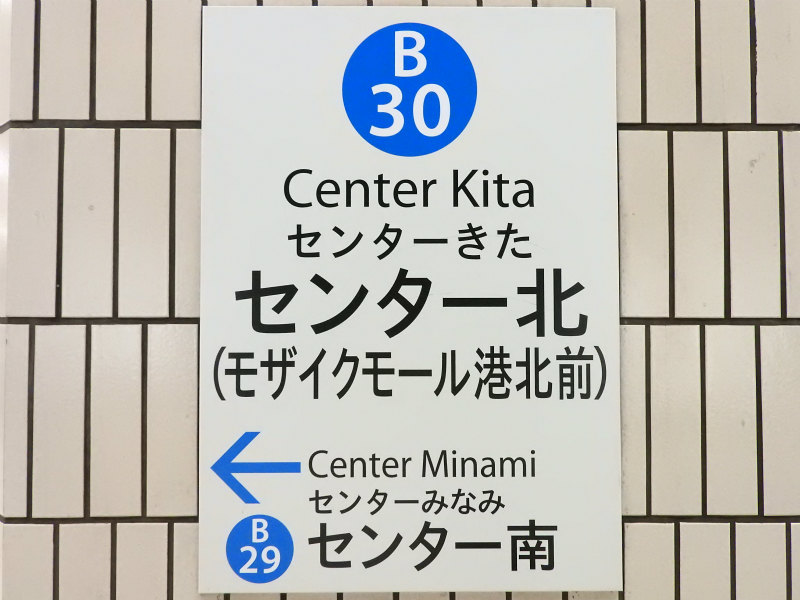 B
30
Center Kita
センターきた
センター北
(モザイクモール港北前)
Center Minami
センターみなみ
B
29
センター南